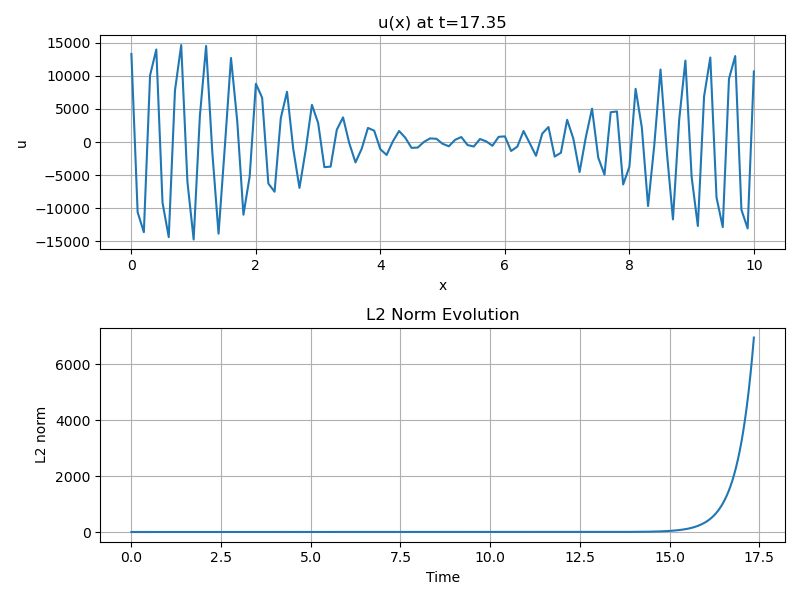 u(x) at t=17.35
15000
10000
5000
0
−5000
−10000
−15000
u
0 2 4 6 8 10
x
L2 Norm Evolution
6000
4000
2000
0
L2 norm
0.0 2.5 5.0 7.5 10.0 12.5 15.0 17.5
Time